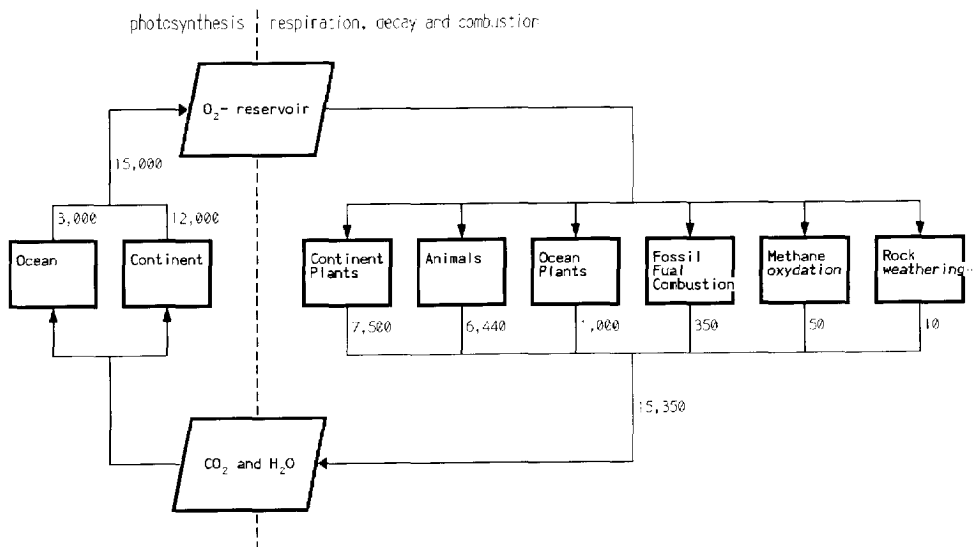 photosynthesis
respiration, decay and combustion
O₂- reservoir
15,000
3,000
12,000
Ocean
Continent
Continent
Plants
Animals
Ocean
Plants
Fossil
Fual
Combustion
Methane
oxydation
Rock
weathering
7,500
6,440
1,000
350
50
10
15,350
CO₂ and H₂O